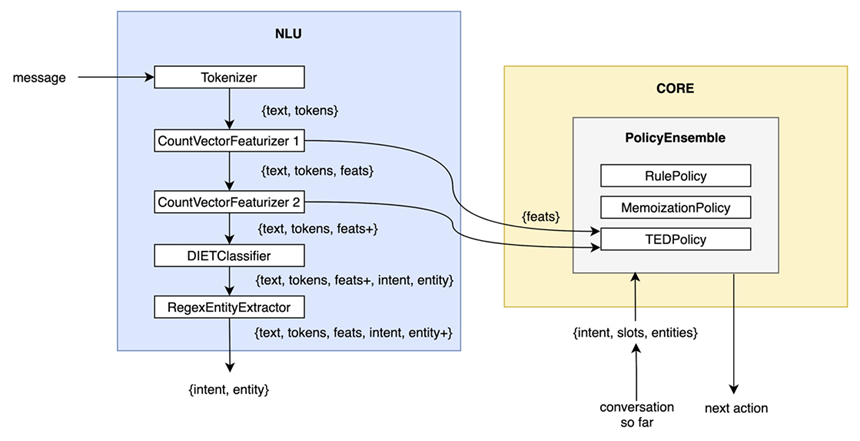 NLU
message
Tokenizer
{text, tokens}
CountVectorFeaturizer 1
{text, tokens, feats}
CountVectorFeaturizer 2
{text, tokens, feats+}
DIETClassifier
{text, tokens, feats+, intent, entity}
RegexEntityExtractor
{text, tokens, feats, intent, entity+}
{intent, entity}
{feats}
CORE
PolicyEnsemble
RulePolicy
MemoizationPolicy
TEDPolicy
{intent, slots, entities}
conversation
so far
next action